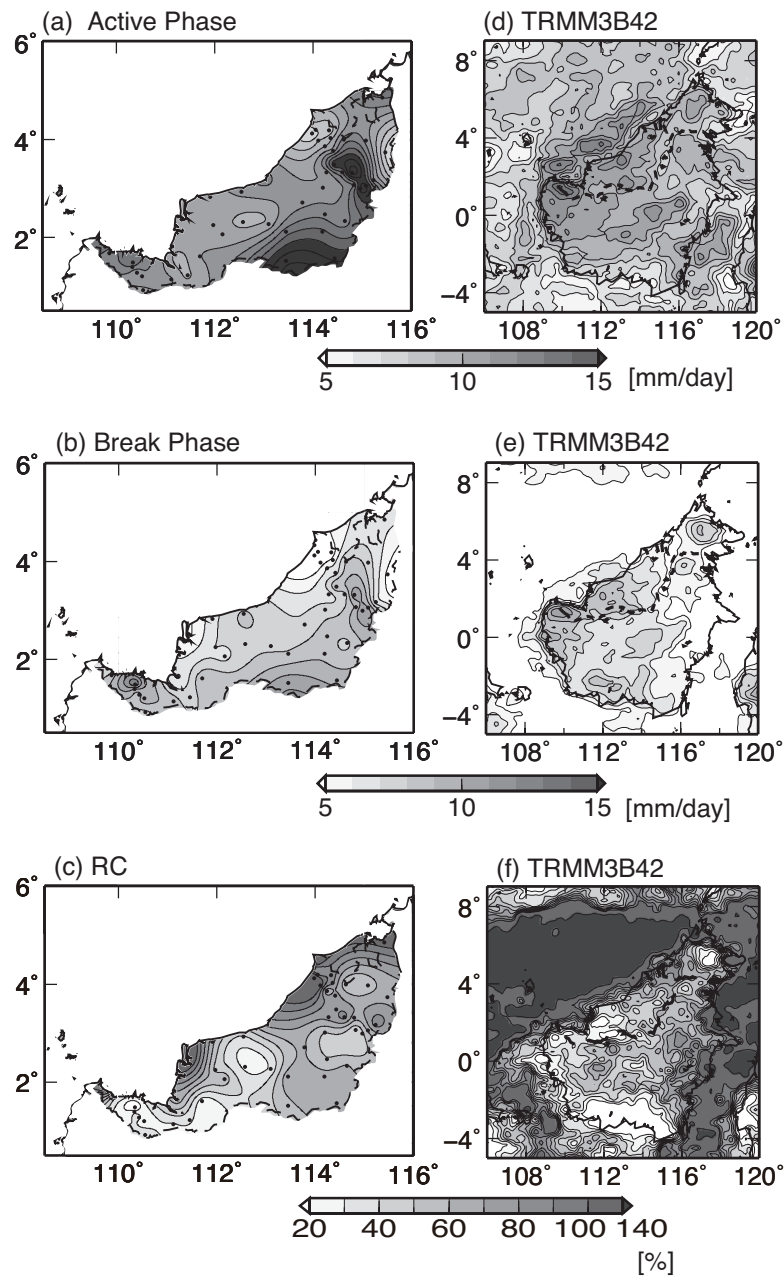 (a) Active Phase
(d) TRMM3B42
6°
4°
2°
110° 112° 114° 116°
8°
4°
0°
−4°
108° 112° 116° 120°
5 10 15 [mm/day]
(b) Break Phase
(e) TRMM3B42
6°
4°
2°
110° 112° 114° 116°
8°
4°
0°
−4°
108° 112° 116° 120°
5 10 15 [mm/day]
(c) RC
(f) TRMM3B42
6°
4°
2°
110° 112° 114° 116°
8°
4°
0°
−4°
108° 112° 116° 120°
20 40 60 80 100 140
[%]